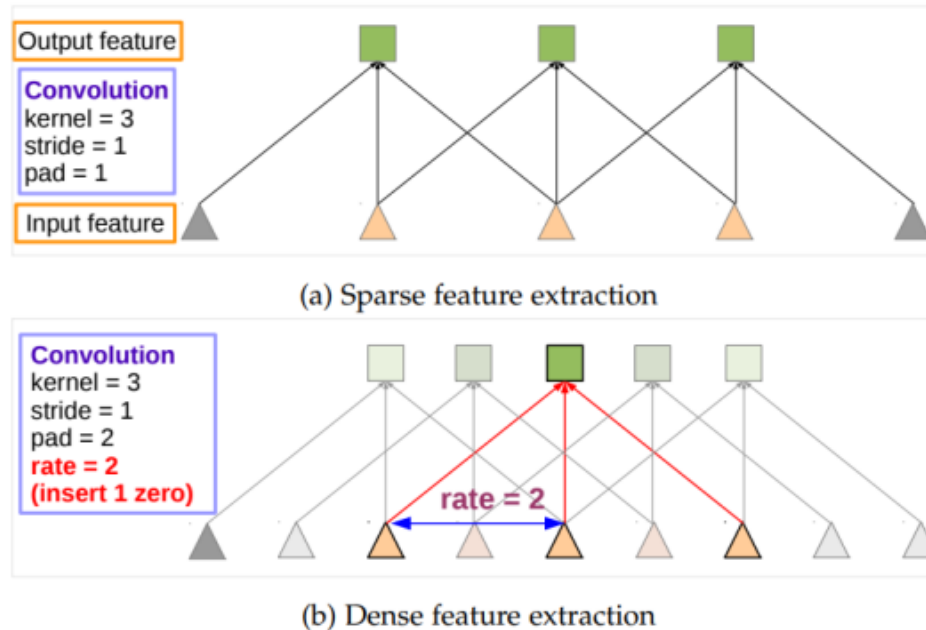 Output feature
Convolution
kernel = 3
stride = 1
pad = 1
Input feature
(a) Sparse feature extraction
Convolution
kernel = 3
stride = 1
pad = 2
rate = 2
(insert 1 zero)
rate = 2
(b) Dense feature extraction